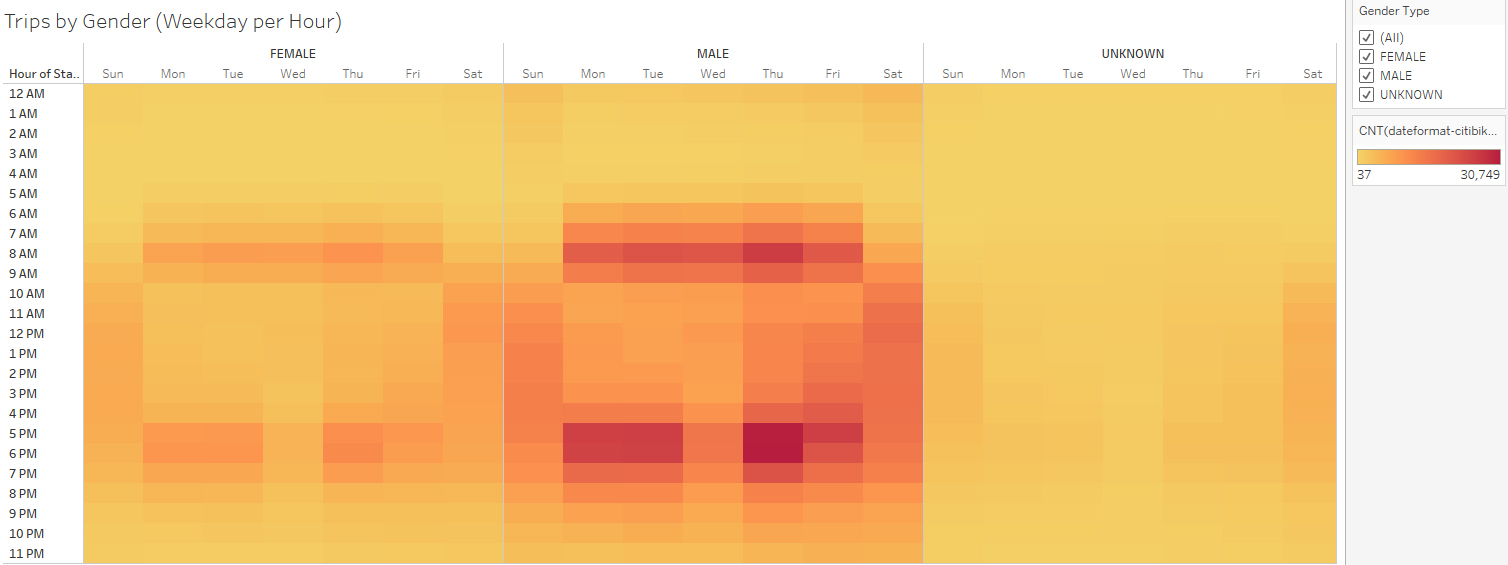 Trips by Gender (Weekday per Hour)
FEMALE MALE UNKNOWN
Hour of Sta.. Sun Mon Tue Wed Thu Fri Sat Sun Mon Tue Wed Thu Fri Sat Sun Mon Tue Wed Thu Fri Sat
12 AM
1 AM
2 AM
3 AM
4 AM
5 AM
6 AM
7 AM
8 AM
9 AM
10 AM
11 AM
12 PM
1 PM
2 PM
3 PM
4 PM
5 PM
6 PM
7 PM
8 PM
9 PM
10 PM
11 PM
Gender Type
(All)
FEMALE
MALE
UNKNOWN
CNT(dateformat-citibik...
37 30,749